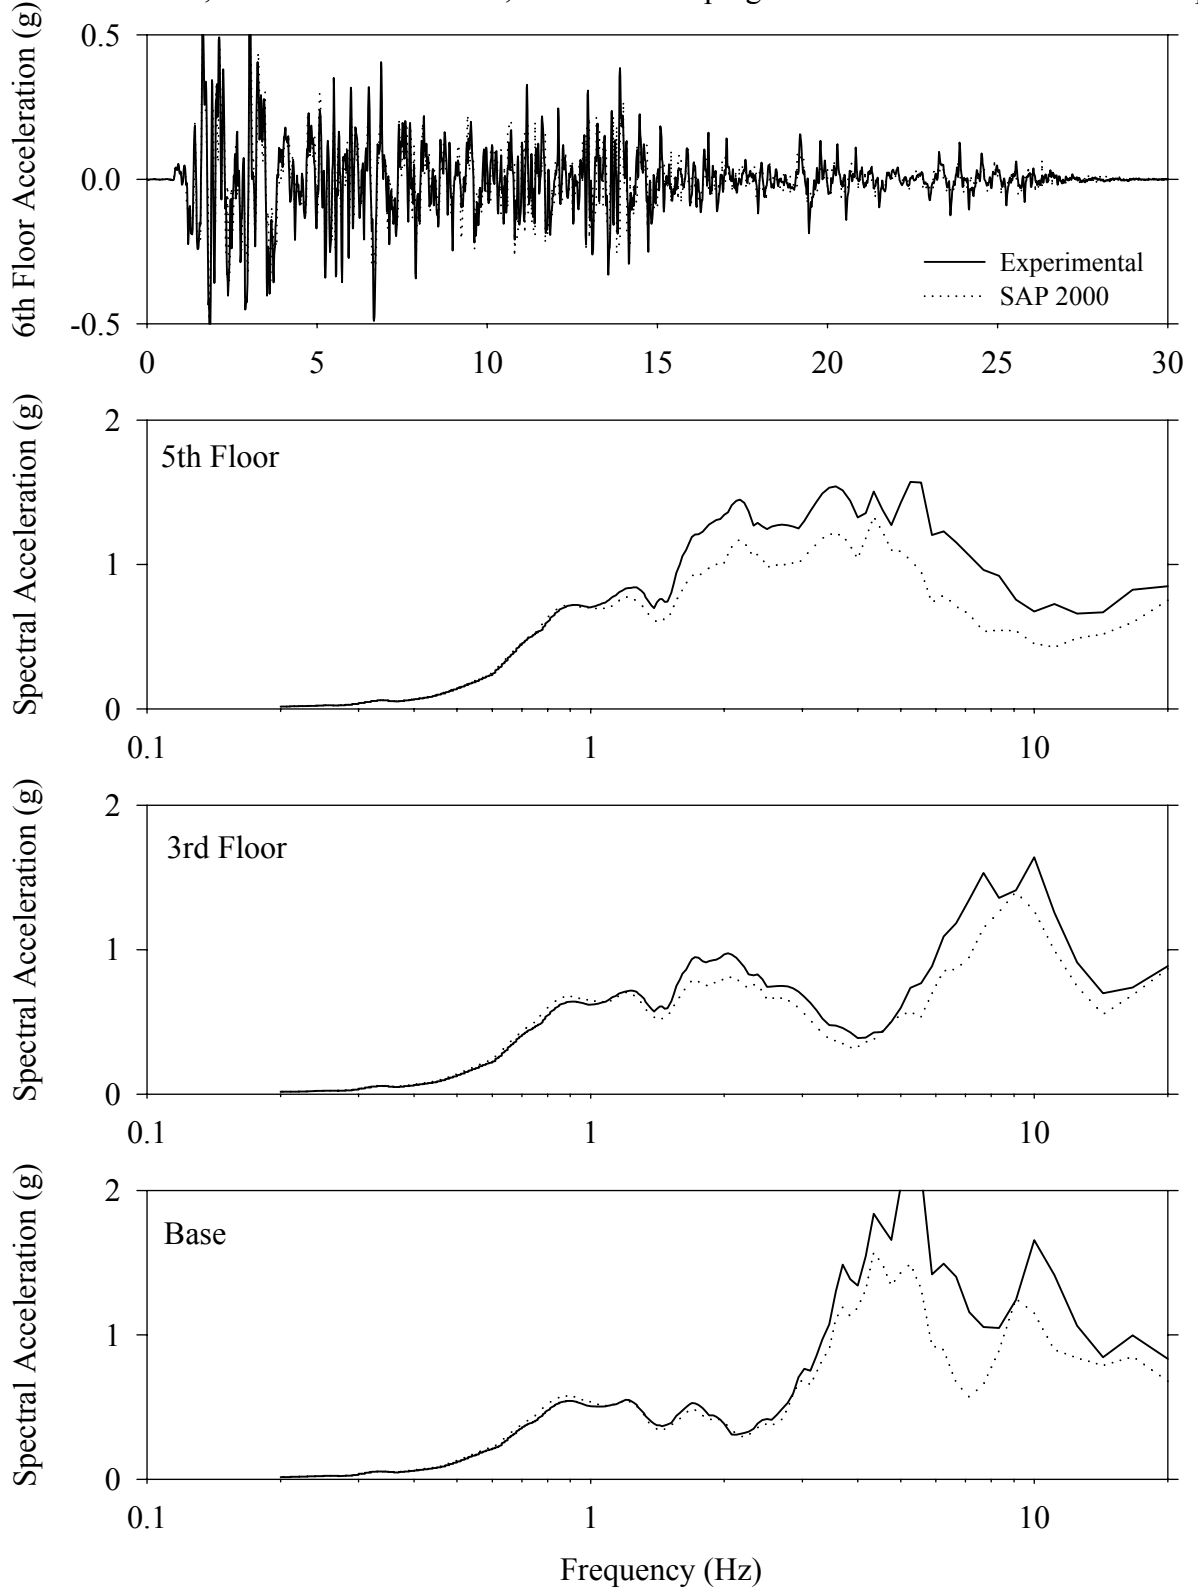 6th Floor Acceleration (g)
0.5
0.0
-0.5
Experimental
SAP 2000
0 5 10 15 20 25 30
Spectral Acceleration (g)
2
1
0
5th Floor
0.1 1 10
Spectral Acceleration (g)
2
1
0
3rd Floor
0.1 1 10
Spectral Acceleration (g)
2
1
0
Base
0.1 1 10
Frequency (Hz)